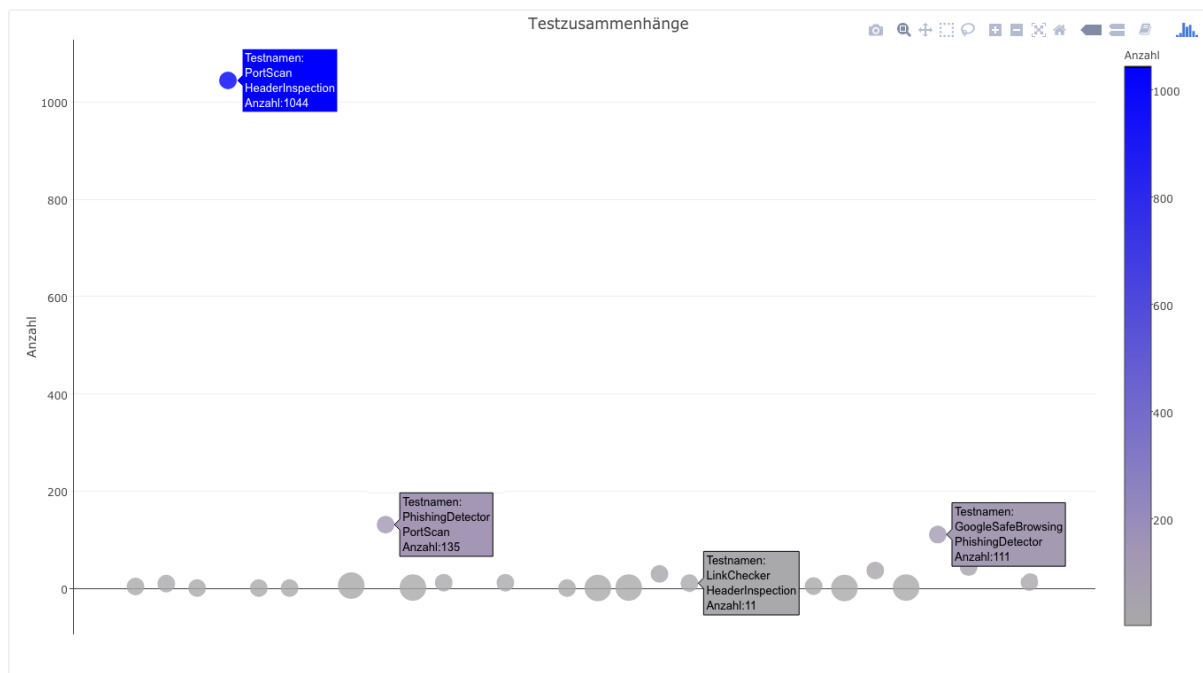 Testzusammenhänge
Anzahl
Testnamen:
PortScan
HeaderInspection
Anzahl:1044
1000
800
600
400
200
0
Anzahl
Testnamen:
PhishingDetector
PortScan
Anzahl:135
Testnamen:
LinkChecker
HeaderInspection
Anzahl:11
Testnamen:
GoogleSafeBrowsing
PhishingDetector
Anzahl:111
1000
800
600
400
200